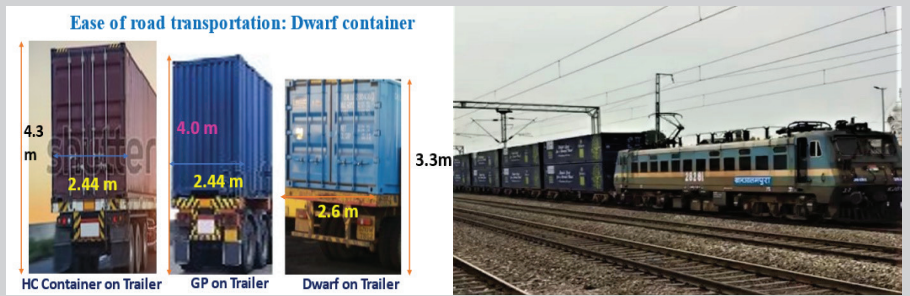 Ease of road transportation: Dwarf container
4.3
m
4.0 m
3.3m
2.44 m
2.44 m
2.6 m
HC Container on Trailer
GP on Trailer
Dwarf on Trailer
28281